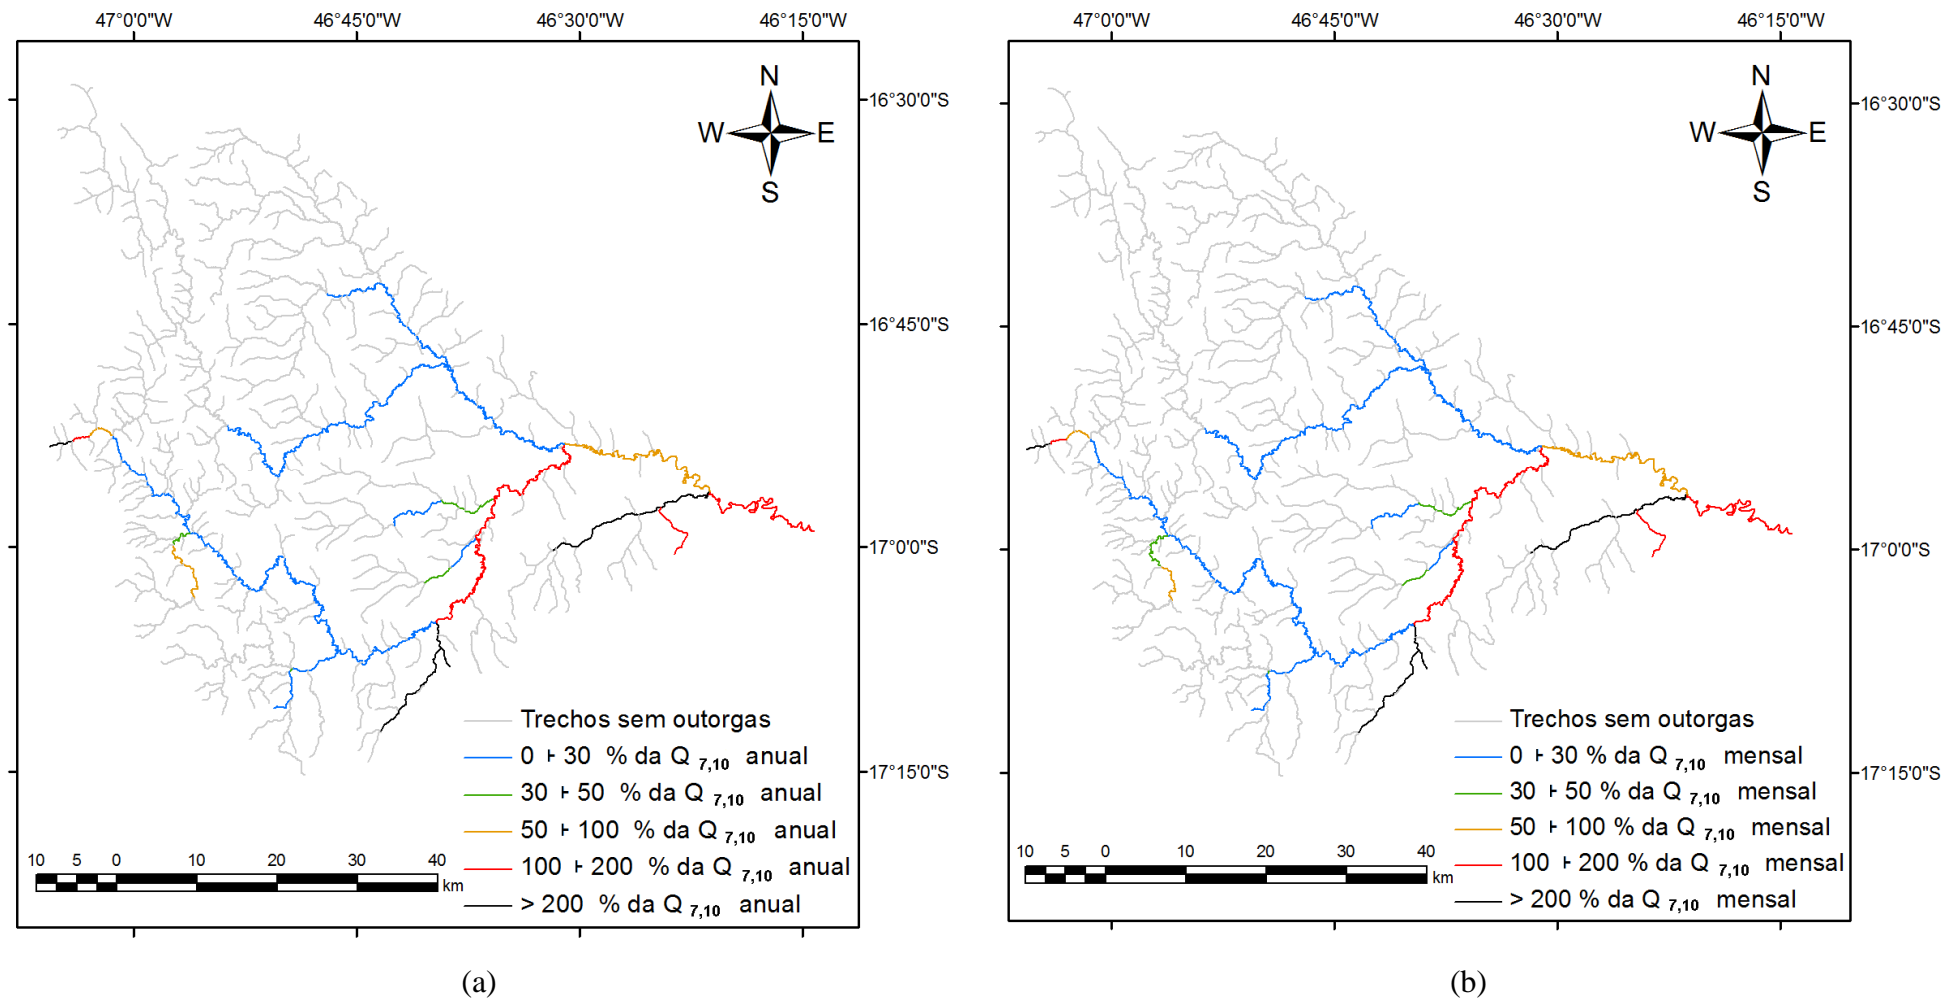 47°0'0"W 46°45'0"W 46°30'0"W 46°15'0"W
N
W E
S
16°30'0"S
16°45'0"S
17°0'0"S
17°15'0"S
Trechos sem outorgas
0 ⊦ 30 % da Q 7,10 anual
30 ⊦ 50 % da Q 7,10 anual
50 ⊦ 100 % da Q 7,10 anual
100 ⊦ 200 % da Q 7,10 anual
> 200 % da Q 7,10 anual
10 5 0 10 20 30 40
km
(a)
47°0'0"W 46°45'0"W 46°30'0"W 46°15'0"W
N
W E
S
16°30'0"S
16°45'0"S
17°0'0"S
17°15'0"S
Trechos sem outorgas
0 ⊦ 30 % da Q 7,10 mensal
30 ⊦ 50 % da Q 7,10 mensal
50 ⊦ 100 % da Q 7,10 mensal
100 ⊦ 200 % da Q 7,10 mensal
> 200 % da Q 7,10 mensal
10 5 0 10 20 30 40
km
(b)